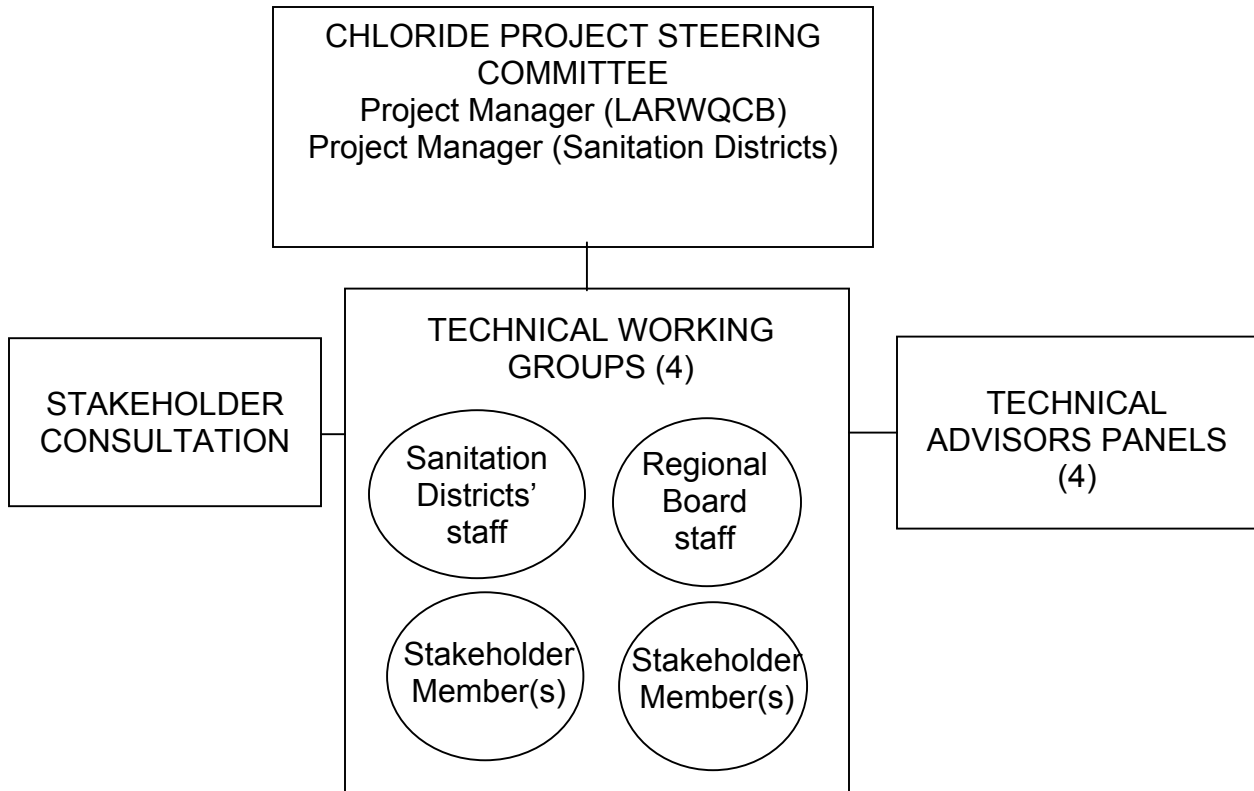 CHLORIDE PROJECT STEERING
COMMITTEE
Project Manager (LARWQCB)
Project Manager (Sanitation Districts)
TECHNICAL WORKING
GROUPS (4)
STAKEHOLDER
CONSULTATION
Sanitation
Districts’
staff
Regional
Board
staff
Stakeholder
Member(s)
Stakeholder
Member(s)
TECHNICAL
ADVISORS PANELS
(4)